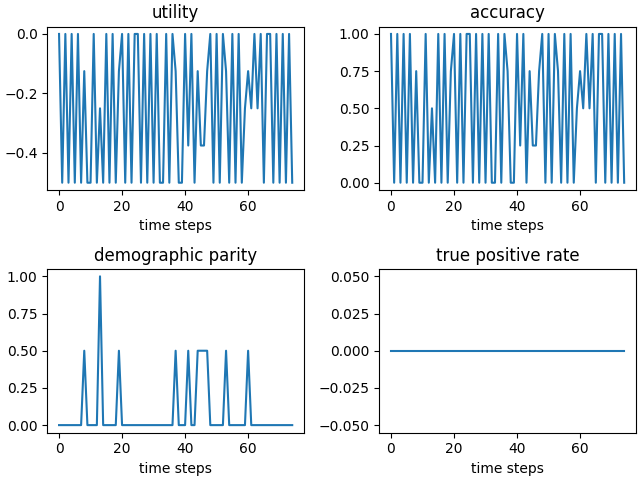 utility
0.0
−0.2
−0.4
0 20 40 60
time steps
accuracy
1.00
0.75
0.50
0.25
0.00
0 20 40 60
time steps
demographic parity
1.00
0.75
0.50
0.25
0.00
0 20 40 60
time steps
true positive rate
0.050
0.025
0.000
−0.025
−0.050
0 20 40 60
time steps